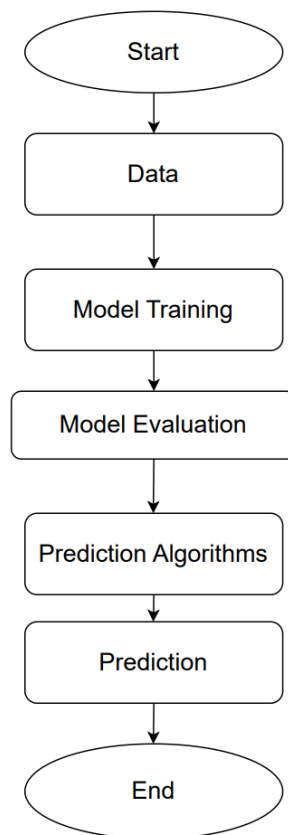 Start
Data
Model Training
Model Evaluation
Prediction Algorithms
Prediction
End